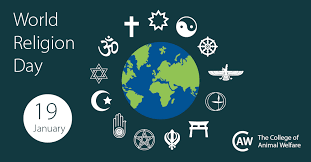 World
Religion
Day
19
January
CAW
The College of
Animal Welfare